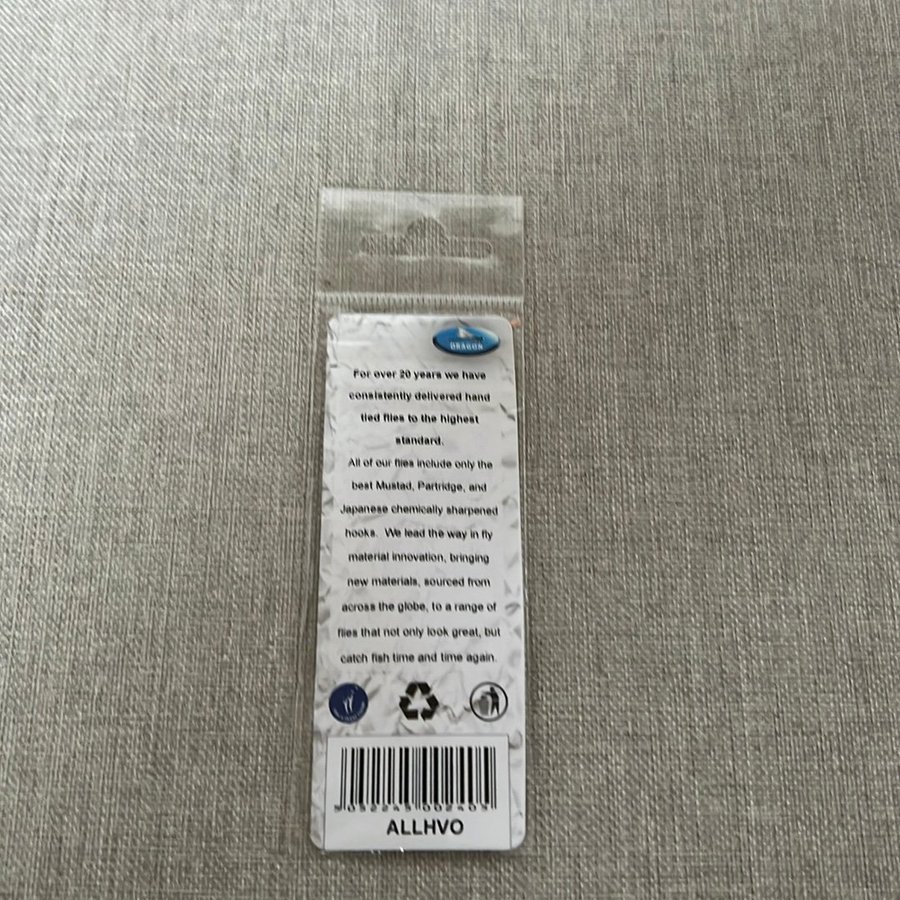 DRAGON
For over 20 years we have
consistently delivered hand
tied flies to the highest
standard.
All of our flies include only the
best Mustad, Partridge, and
Japanese chemically sharpened
hooks. We lead the way in fly
material innovation, bringing
new materials, sourced from
across the globe, to a range of
flies that not only look great, but
catch fish time and time again.
ALLHVO